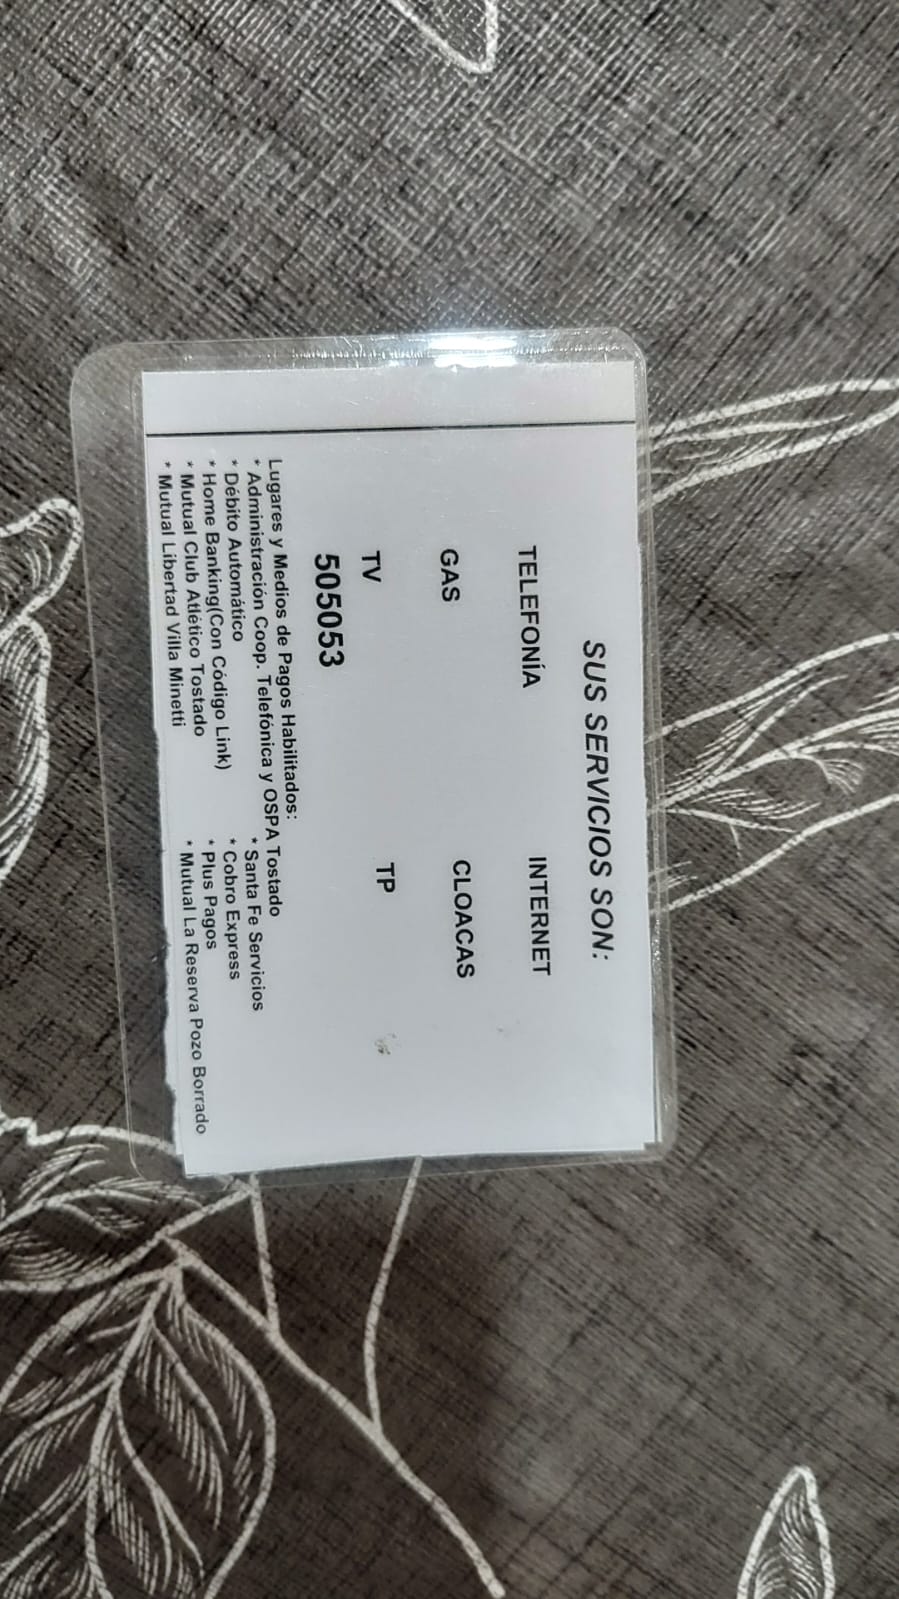 SUS SERVICIOS SON:
TELEFONÍA INTERNET
GAS CLOACAS
TV TP
505053
Lugares y Medios de Pagos Habilitados:
* Administración Coop. Telefónica y OSPA Tostado
* Débito Automático * Santa Fe Servicios
* Home Banking(Con Código Link) * Cobro Express
* Mutual Club Atlético Tostado * Plus Pagos
* Mutual Libertad Villa Minetti * Mutual La Reserva Pozo Borrado